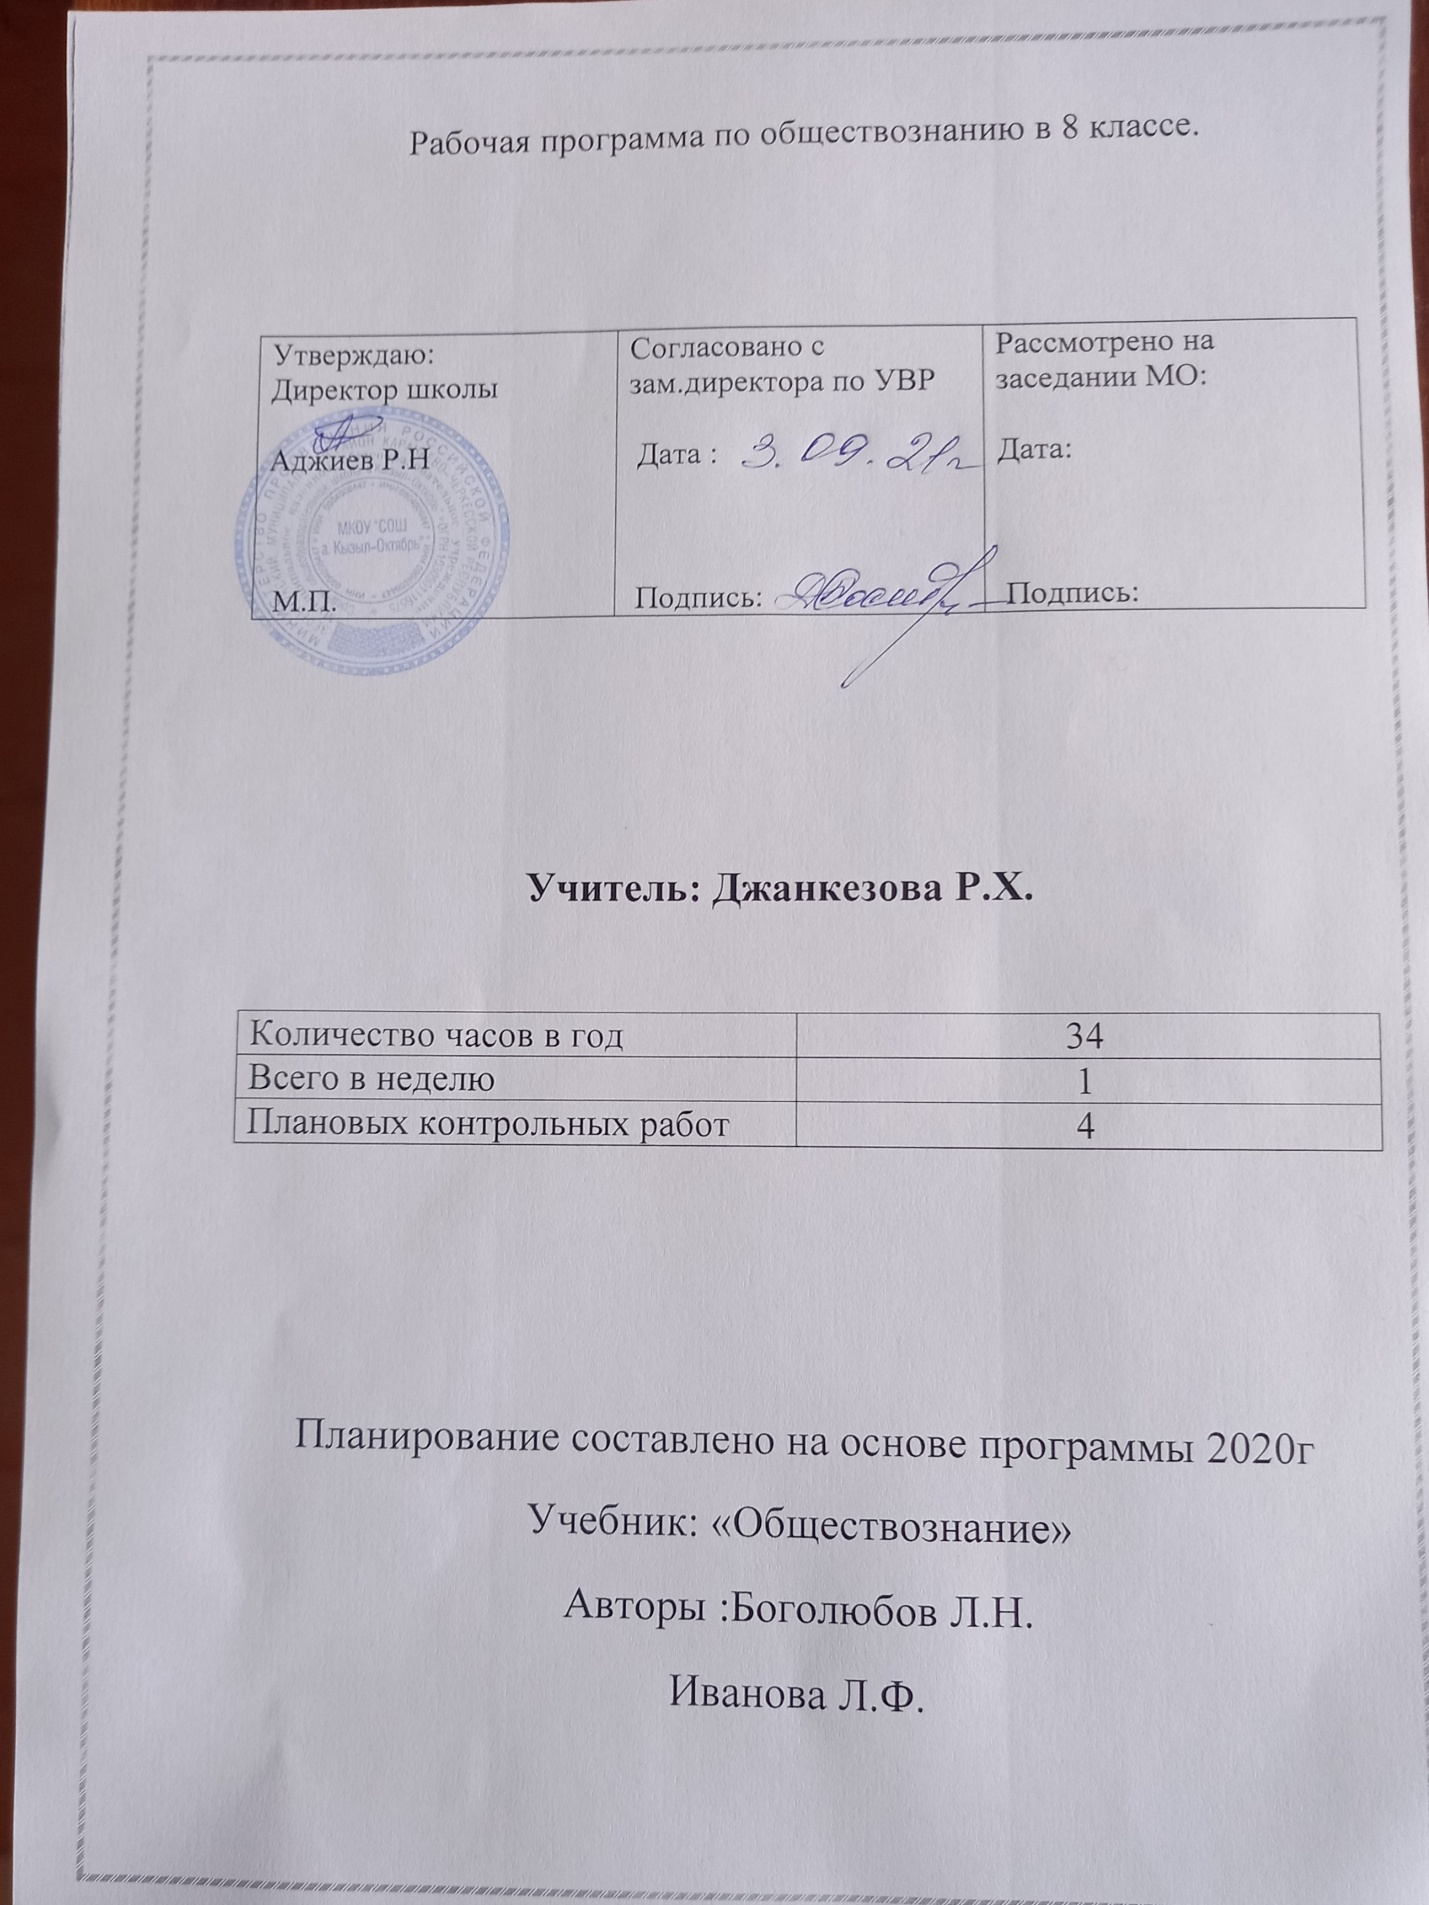 Рабочая программа по обществознанию в 8 классе.
Утверждаю:
Директор школы
Аджиев Р.Н
М.П.
МКОУ "СОШ
а. Кызыл-Октябрь"
Согласовано с
зам.директора по УВР
Дата : 3.09.21г
Подпись:
Рассмотрено на
заседании МО:
Дата:
Подпись:
Учитель: Джанкезова Р.Х.
Количество часов в год 34
Всего в неделю 1
Плановых контрольных работ 4
Планирование составлено на основе программы 2020г
Учебник: «Обществознание»
Авторы :Боголюбов Л.Н.
Иванова Л.Ф.